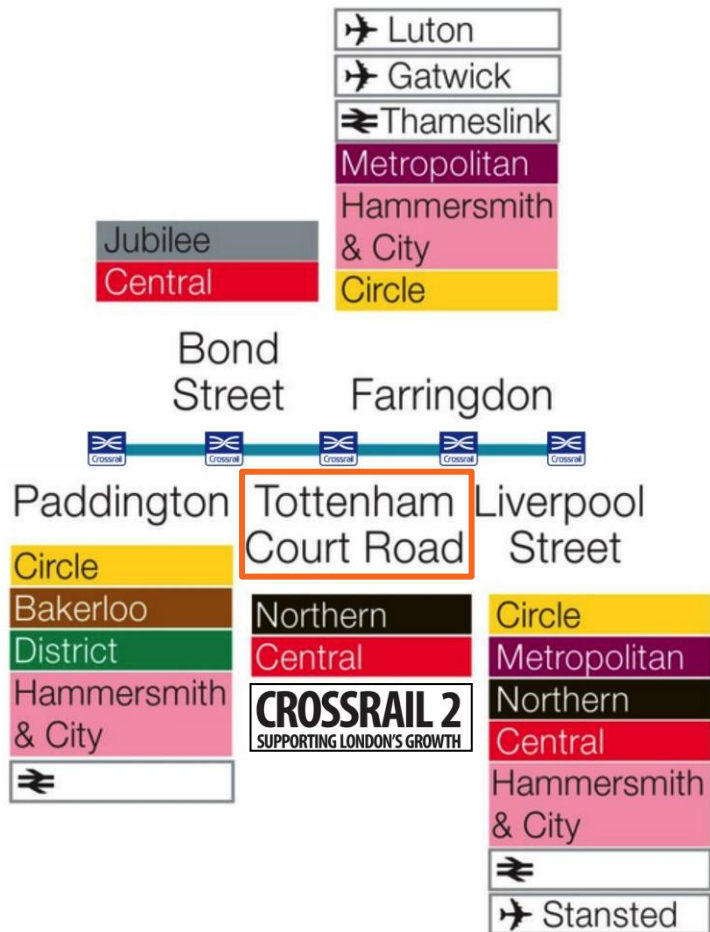 Luton
Gatwick
Thameslink
Metropolitan
Hammersmith
& City
Circle
Jubilee
Central
Bond
Street
Farringdon
Crossrail
Crossrail
Crossrail
Crossrail
Crossrail
Paddington
Circle
Bakerloo
District
Hammersmith
& City
Tottenham
Court Road
Northern
Central
CROSSRAIL 2
SUPPORTING LONDON'S GROWTH
Liverpool
Street
Circle
Metropolitan
Northern
Central
Hammersmith
& City
Stansted